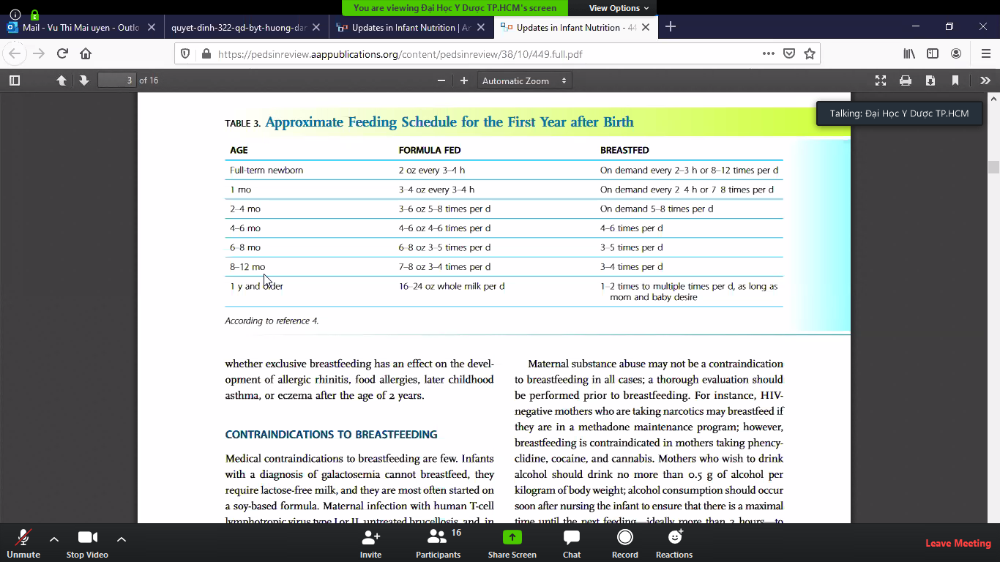 You are viewing Đại Học Y Dược TP.HCM's screen
View Options
Mail - Vu Thi Mai uyen - Outlo
quyet-dinh-322-qd-byt-huong-dar
Updates in Infant Nutrition | Ar
Updates in Infant Nutrition - 44
https://pedsinreview.aappublications.org/content/pedsinreview/38/10/449.full.pdf
3 of 16
Automatic Zoom
Talking: Đại Học Y Dược TP.HCM
TABLE 3. Approximate Feeding Schedule for the First Year after Birth
AGE FORMULA FED BREASTFED
Full-term newborn 2 oz every 3–4 h On demand every 2–3 h or 8–12 times per d
1 mo 3–4 oz every 3–4 h On demand every 2 4 h or 7 8 times per d
2–4 mo 3–6 oz 5–8 times per d On demand 5–8 times per d
4–6 mo 4–6 oz 4–6 times per d 4–6 times per d
6–8 mo 6–8 oz 3–5 times per d 3–5 times per d
8–12 mo 7–8 oz 3–4 times per d 3–4 times per d
1 y and older 16–24 oz whole milk per d 1–2 times to multiple times per d, as long as
mom and baby desire
According to reference 4.
whether exclusive breastfeeding has an effect on the devel-
opment of allergic rhinitis, food allergies, later childhood
asthma, or eczema after the age of 2 years.
CONTRAINDICATIONS TO BREASTFEEDING
Medical contraindications to breastfeeding are few. Infants
with a diagnosis of galactosemia cannot breastfeed, they
require lactose-free milk, and they are most often started on
a soy-based formula. Maternal infection with human T-cell
lymphotropic virus type I or II, untreated brucellosis, and, in
Maternal substance abuse may not be a contraindication
to breastfeeding in all cases; a thorough evaluation should
be performed prior to breastfeeding. For instance, HIV-
negative mothers who are taking narcotics may breastfeed if
they are in a methadone maintenance program; however,
breastfeeding is contraindicated in mothers taking phency-
clidine, cocaine, and cannabis. Mothers who wish to drink
alcohol should drink no more than 0.5 g of alcohol per
kilogram of body weight; alcohol consumption should occur
soon after nursing the infant to ensure that there is a maximal
time until the next feeding—ideally more than 2 hours—to
Unmute
Stop Video
Invite
Participants 16
Share Screen
Chat
Record
Reactions
Leave Meeting